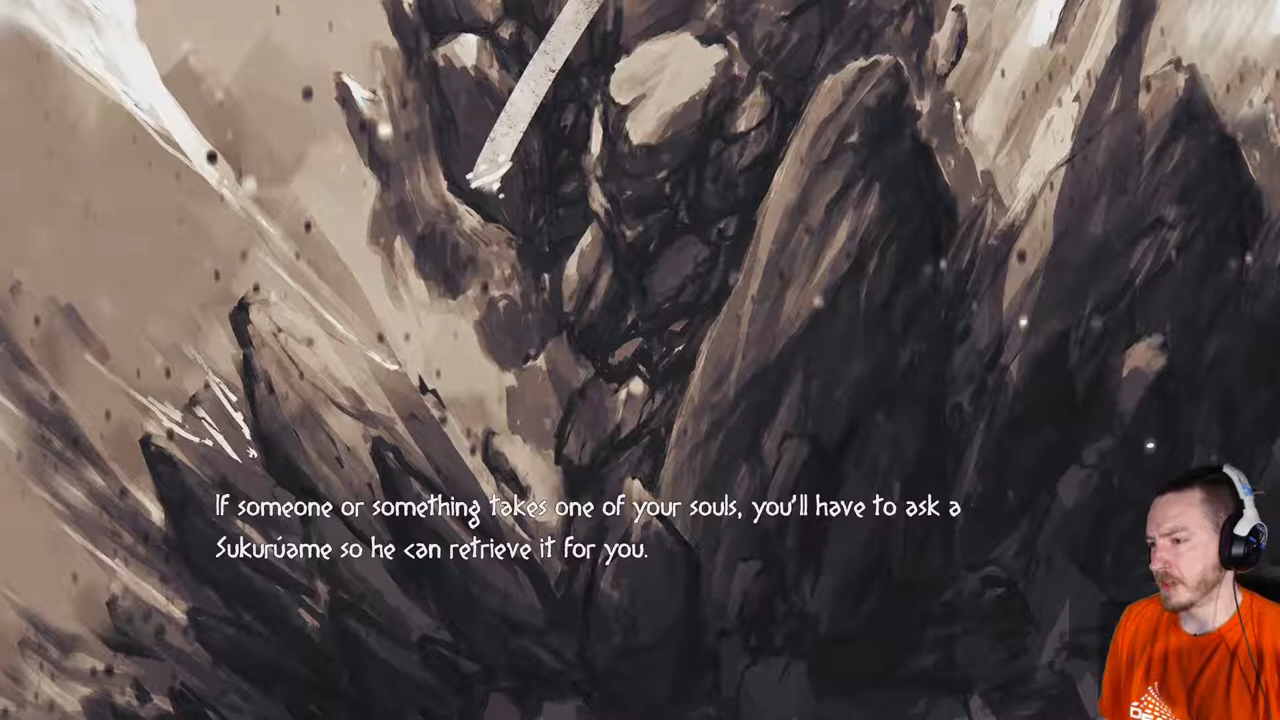 If someone or something takes one of your souls, you'll have to ask a
Sukurúame so he can retrieve it for you.